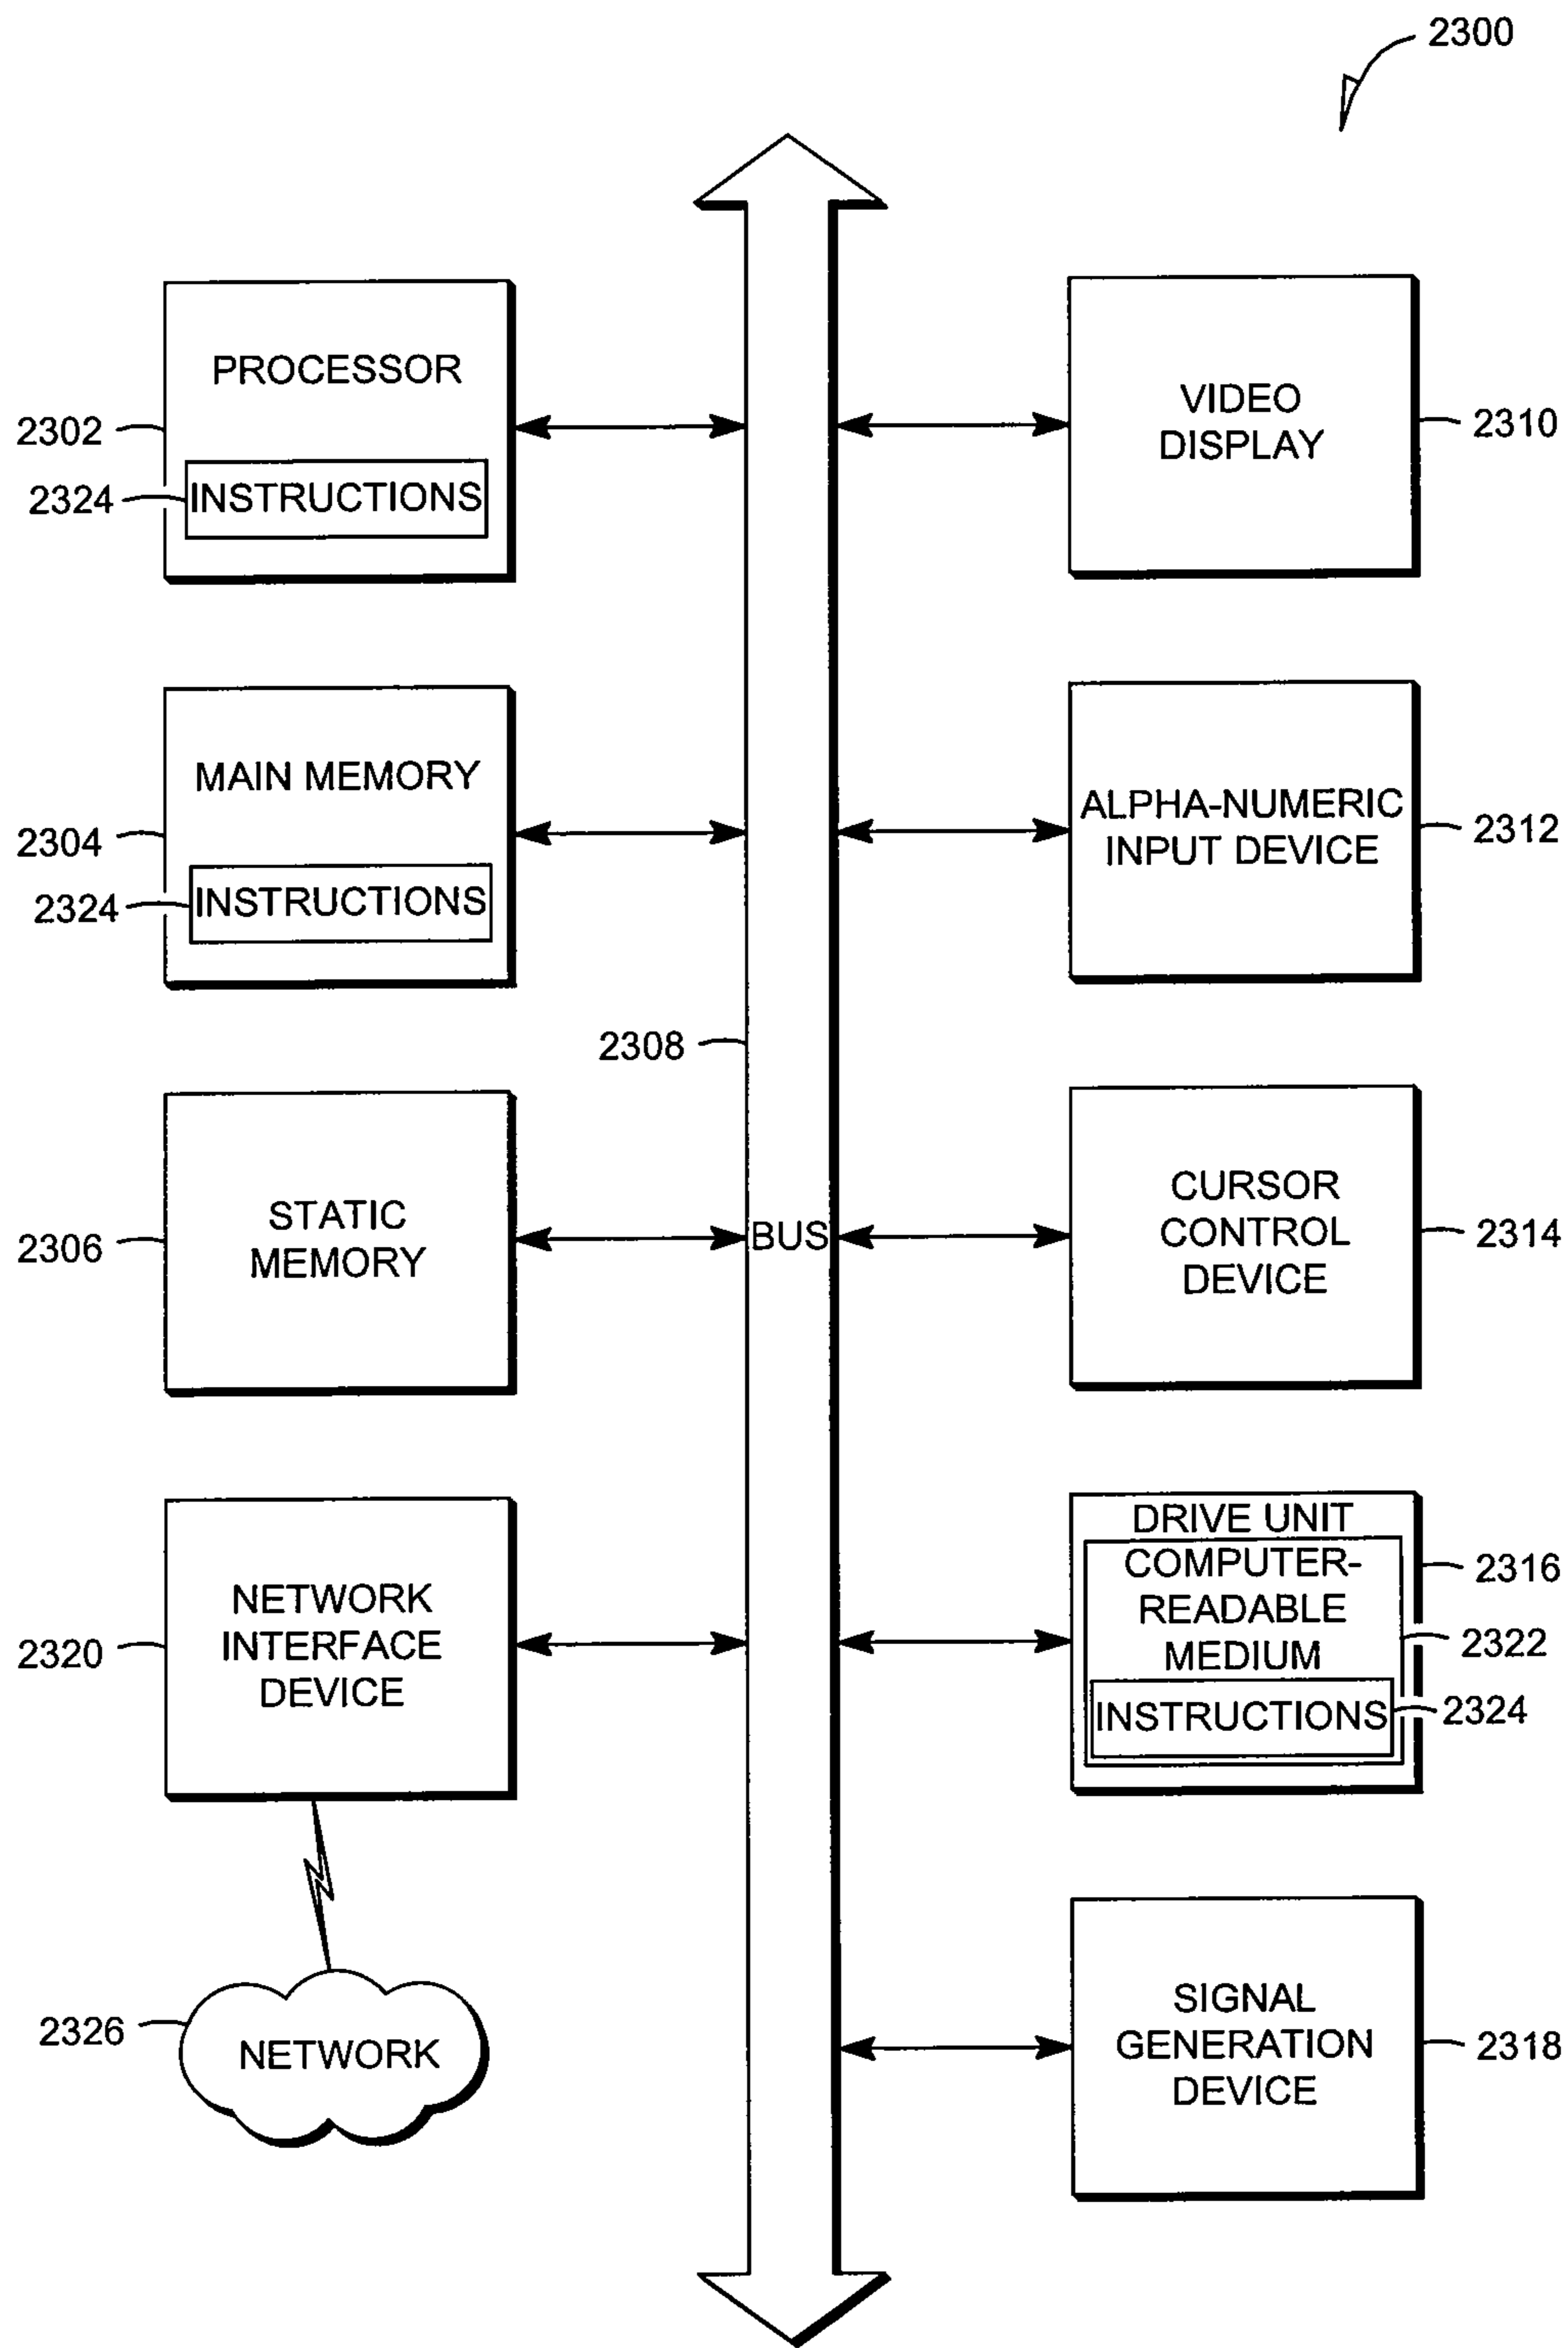 2300
PROCESSOR
2302
2324
INSTRUCTIONS
VIDEO
DISPLAY
2310
MAIN MEMORY
2304
2324
INSTRUCTIONS
ALPHA-NUMERIC
INPUT DEVICE
2312
2308
STATIC
MEMORY
2306
BUS
CURSOR
CONTROL
DEVICE
2314
NETWORK
INTERFACE
DEVICE
2320
DRIVE UNIT
COMPUTER-
READABLE
MEDIUM
INSTRUCTIONS
2316
2322
2324
NETWORK
2326
SIGNAL
GENERATION
DEVICE
2318